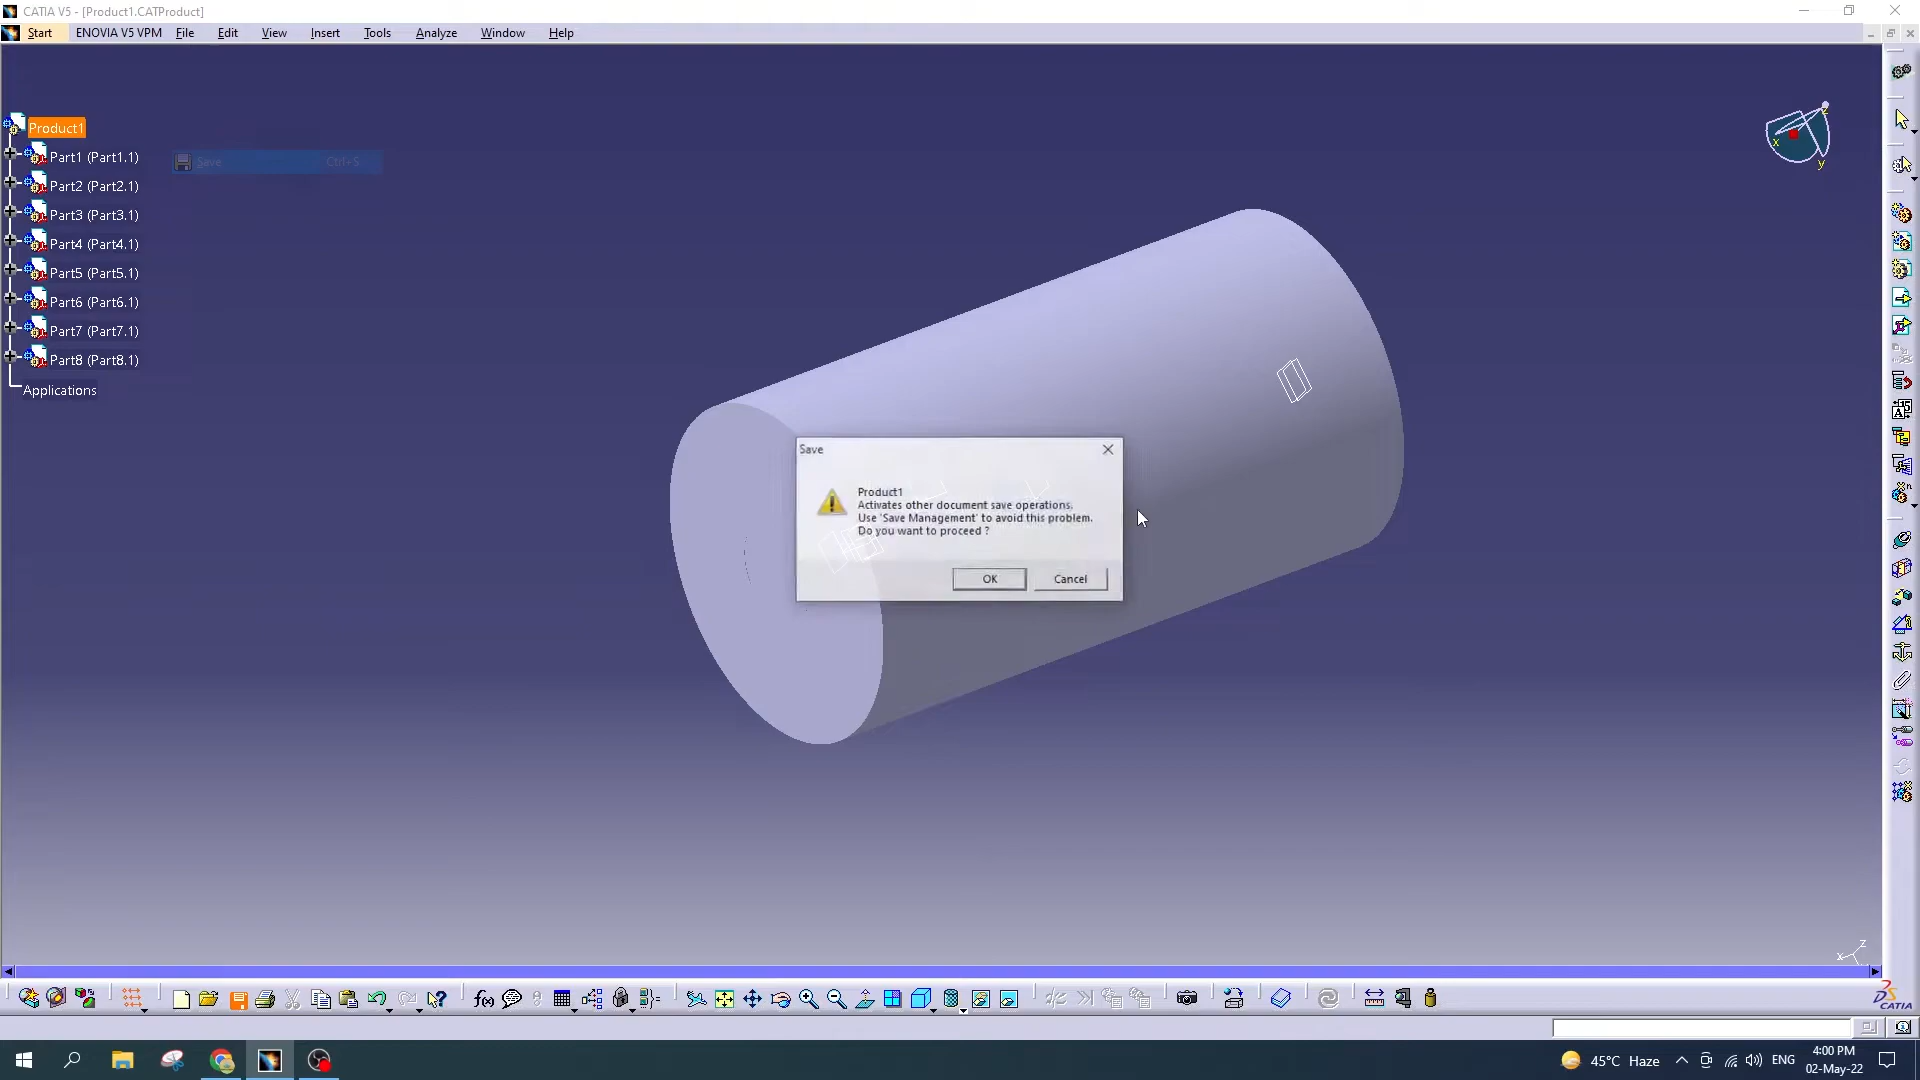 CATIA V5 - [Product1.CATProduct]
Start ENOVIA V5 VPM File Edit View Insert Tools Analyze Window Help
Product1
Part1 (Part1.1)
Save Ctrl+S
Part2 (Part2.1)
Part3 (Part3.1)
Part4 (Part4.1)
Part5 (Part5.1)
Part6 (Part6.1)
Part7 (Part7.1)
Part8 (Part8.1)
Applications
z
x
y
Save
Product1
Activates other document save operations.
Use 'Save Management' to avoid this problem.
Do you want to proceed ?
OK Cancel
z
x
f(x)
CATIA
45°C Haze
ENG
4:00 PM
02-May-22